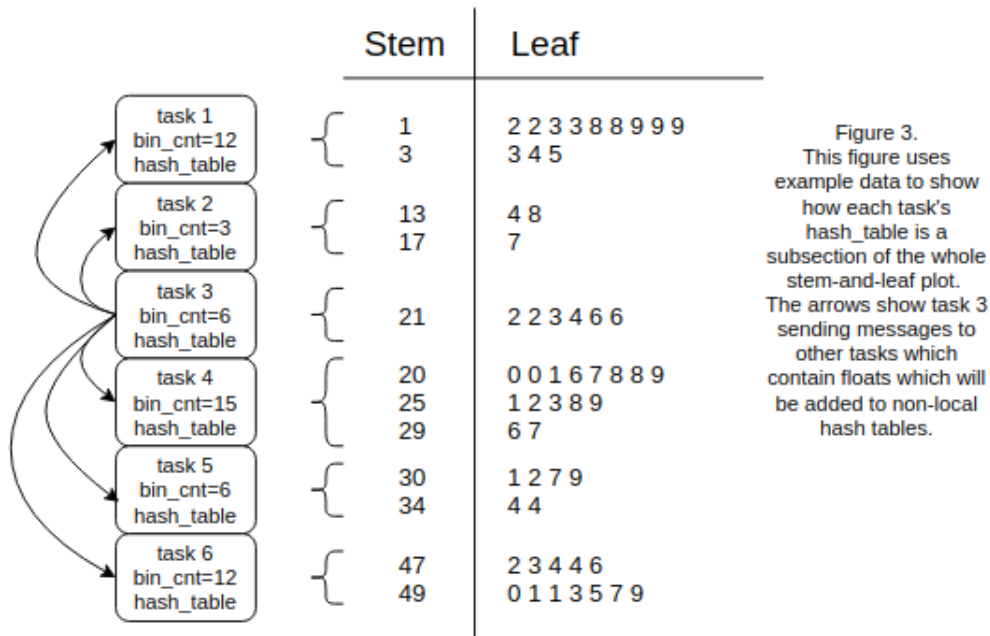 Stem Leaf
task 1
bin_cnt=12
hash_table
1 2 2 3 3 8 8 9 9 9
3 3 4 5
task 2
bin_cnt=3
hash_table
13 4 8
17 7
task 3
bin_cnt=6
hash_table
21 2 2 3 4 6 6
task 4
bin_cnt=15
hash_table
20 0 0 1 6 7 8 8 9
25 1 2 3 8 9
29 6 7
task 5
bin_cnt=6
hash_table
30 1 2 7 9
34 4 4
task 6
bin_cnt=12
hash_table
47 2 3 4 4 6
49 0 1 1 3 5 7 9
Figure 3.
This figure uses
example data to show
how each task's
hash_table is a
subsection of the whole
stem-and-leaf plot.
The arrows show task 3
sending messages to
other tasks which
contain floats which will
be added to non-local
hash tables.